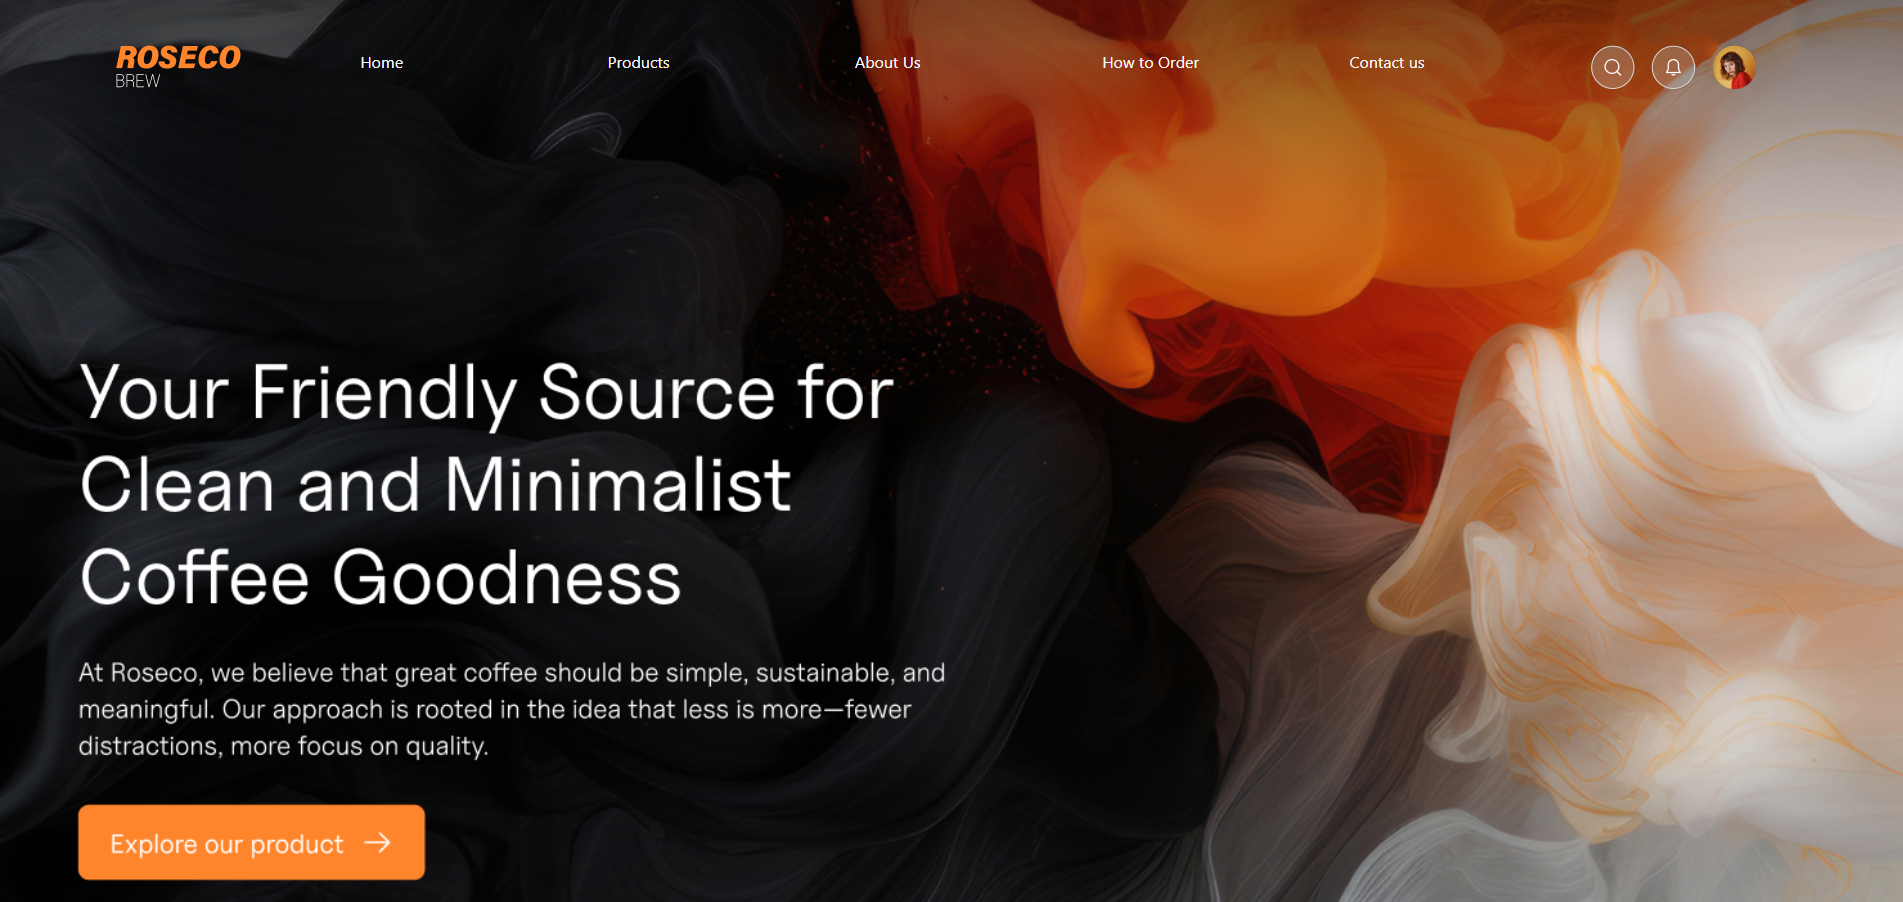 ROSECO
BREW
Home
Products
About Us
How to Order
Contact us
Your Friendly Source for
Clean and Minimalist
Coffee Goodness
At Roseco, we believe that great coffee should be simple, sustainable, and
meaningful. Our approach is rooted in the idea that less is more—fewer
distractions, more focus on quality.
Explore our product